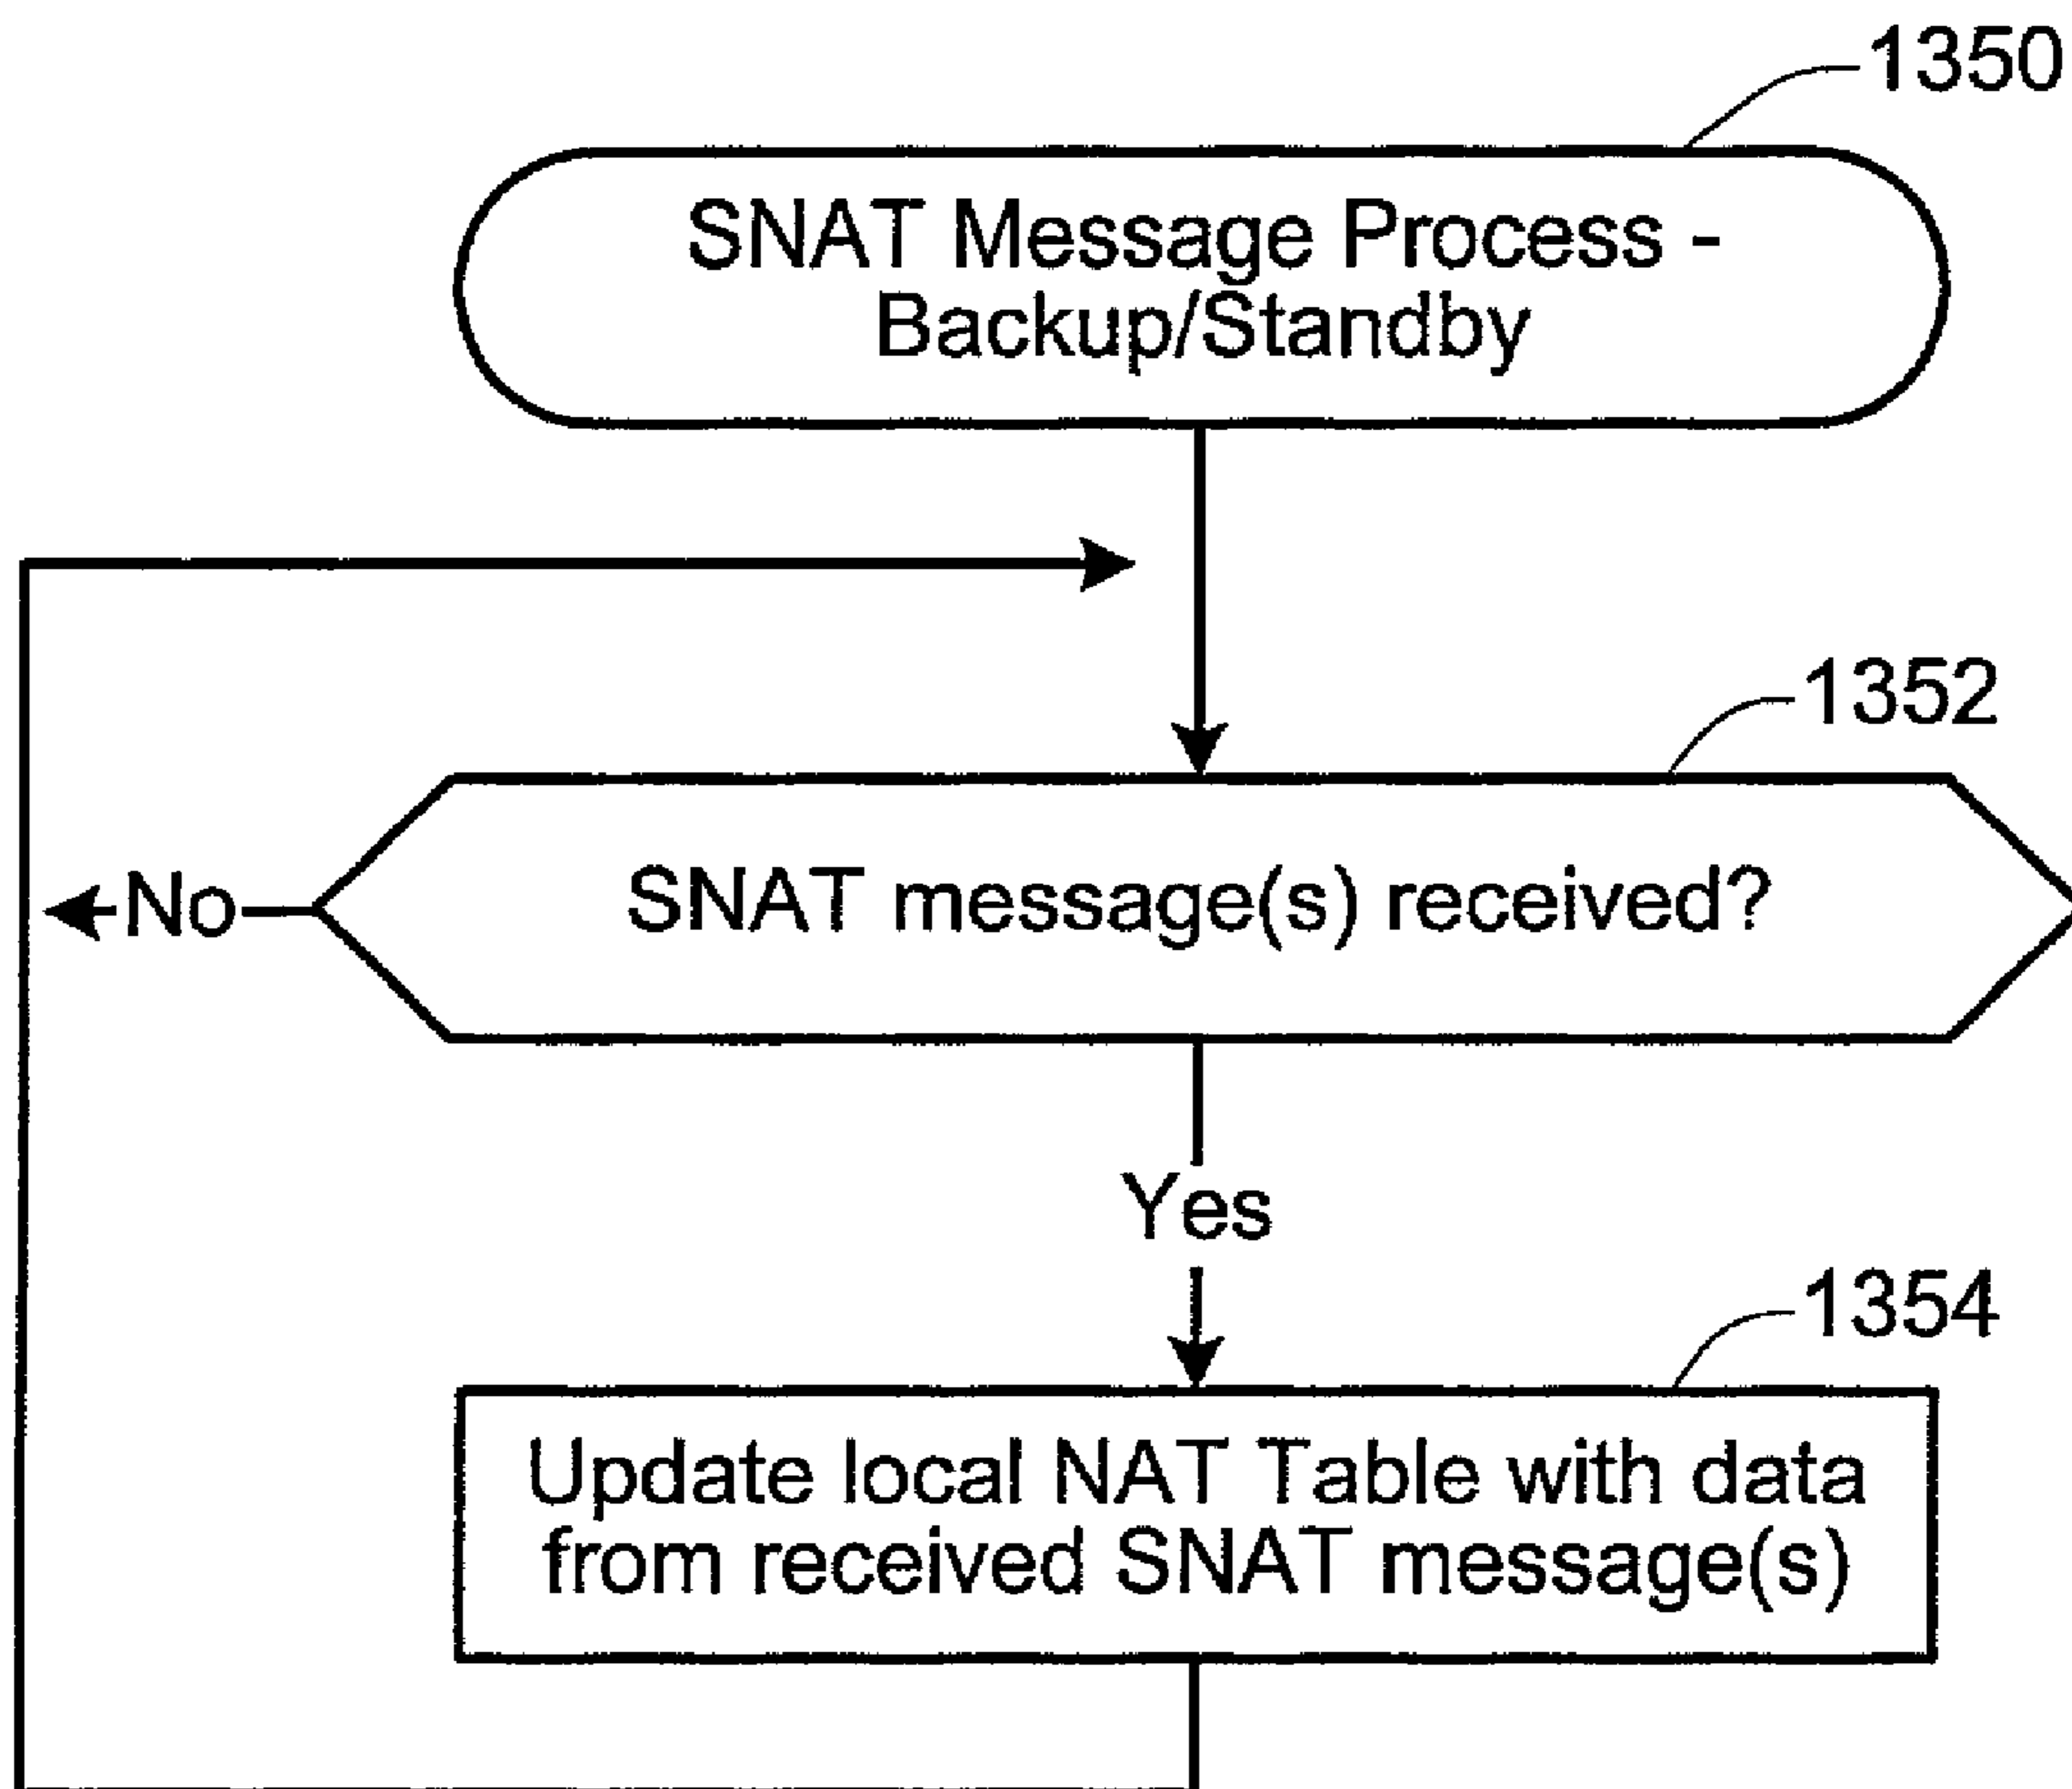 1350
SNAT Message Process -
Backup/Standby
1352
No
SNAT message(s) received?
Yes
1354
Update local NAT Table with data
from received SNAT message(s)